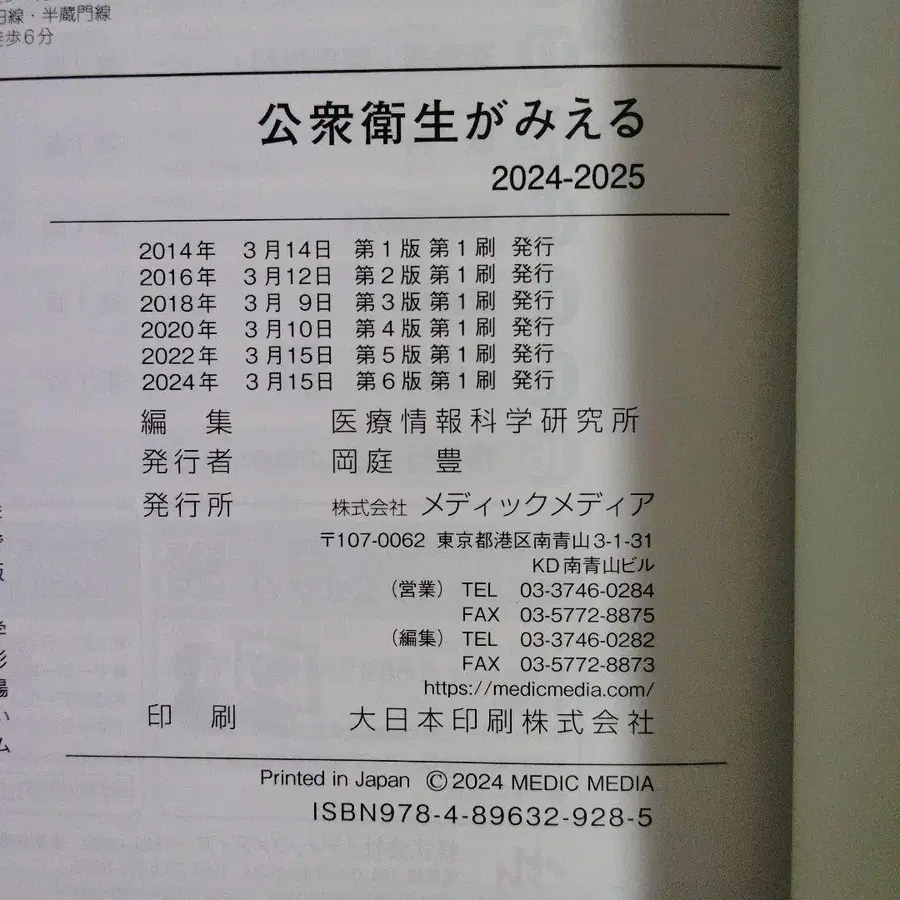 田線・半蔵門線
徒歩6分
公衆衛生がみえる
2024-2025
2014年 3月14日 第1版 第1刷 発行
2016年 3月12日 第2版 第1刷 発行
2018年 3月 9日 第3版 第1刷 発行
2020年 3月10日 第4版 第1刷 発行
2022年 3月15日 第5版 第1刷 発行
2024年 3月15日 第6版 第1刷 発行
編 集 医療情報科学研究所
発行者 岡庭 豊
発行所 株式会社 メディックメディア
〒107-0062 東京都港区南青山3-1-31
KD南青山ビル
(営業) TEL 03-3746-0284
FAX 03-5772-8875
(編集) TEL 03-3746-0282
FAX 03-5772-8873
https://medicmedia.com/
印 刷 大日本印刷株式会社
Printed in Japan ©2024 MEDIC MEDIA
ISBN978-4-89632-928-5